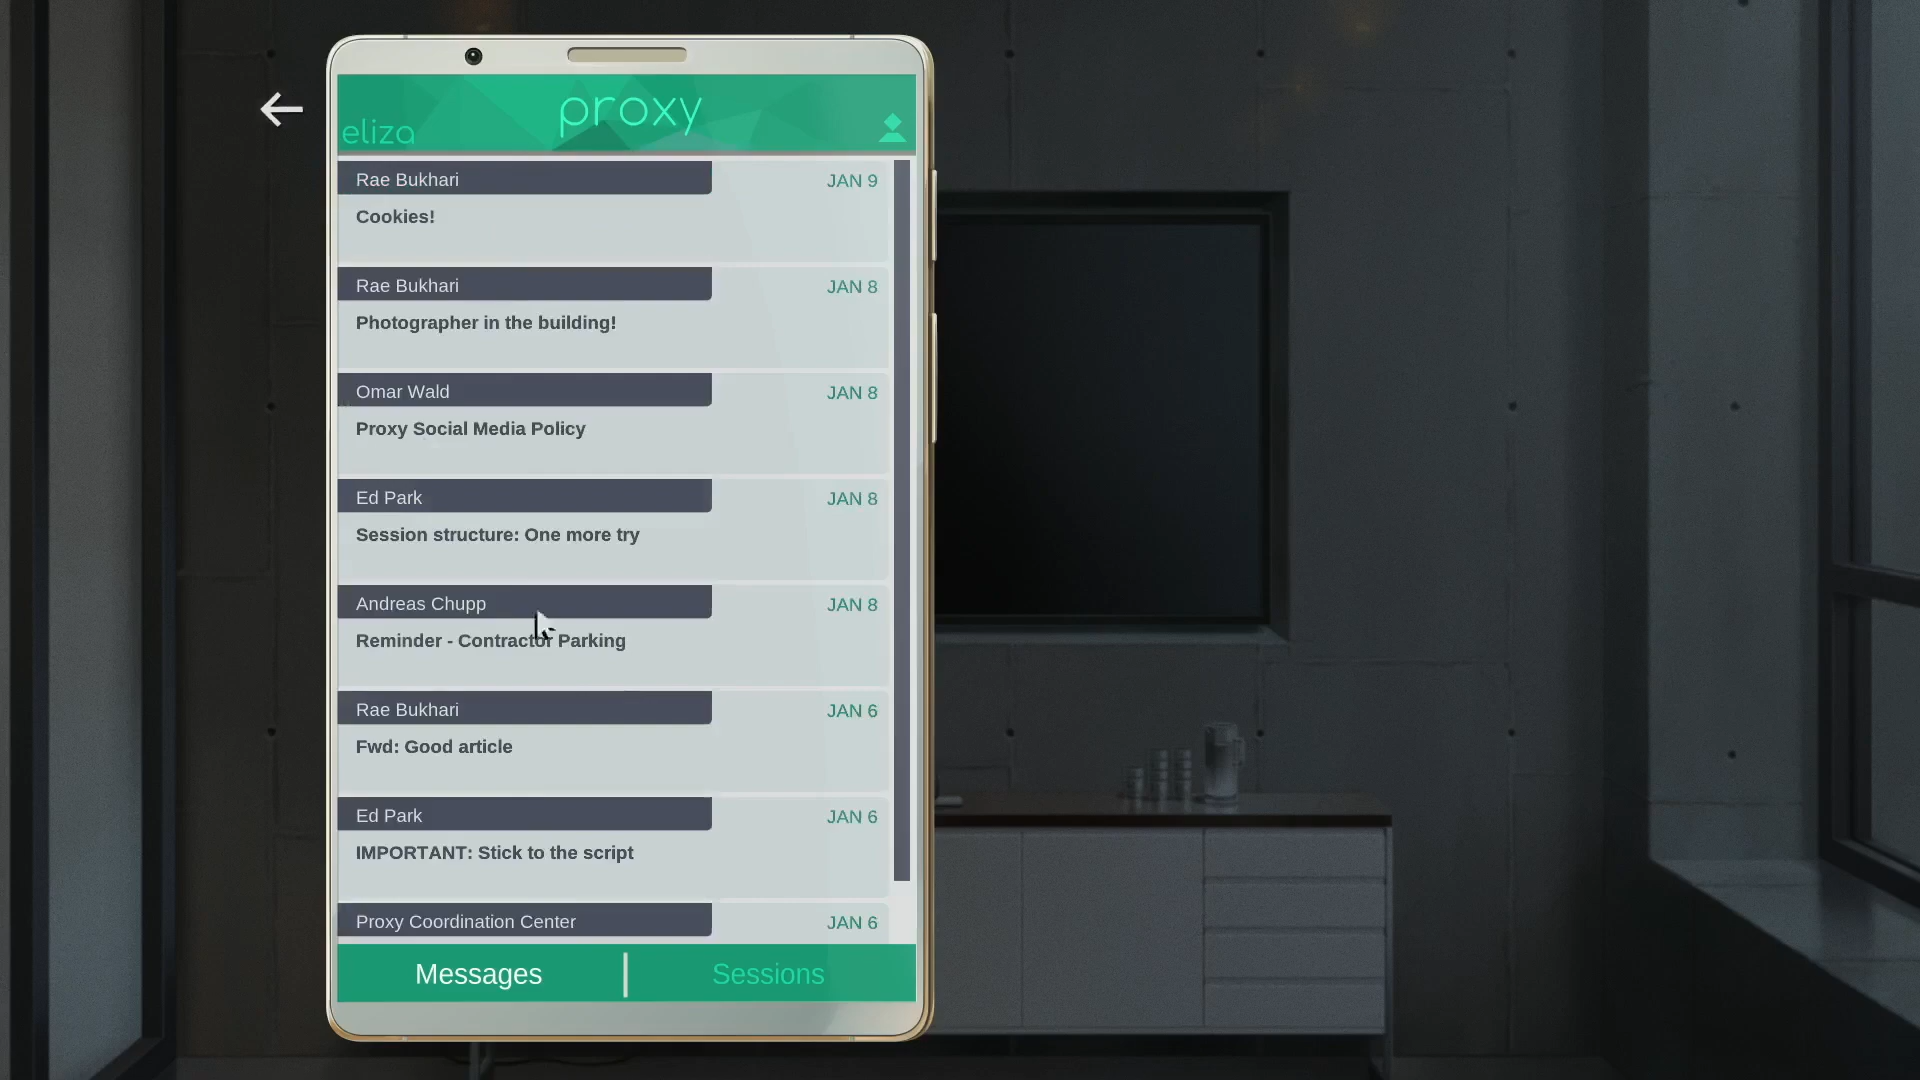 proxy
eliza
Rae Bukhari
JAN 9
Cookies!
Rae Bukhari
JAN 8
Photographer in the building!
Omar Wald
JAN 8
Proxy Social Media Policy
Ed Park
JAN 8
Session structure: One more try
Andreas Chupp
JAN 8
Reminder - Contractor Parking
Rae Bukhari
JAN 6
Fwd: Good article
Ed Park
JAN 6
IMPORTANT: Stick to the script
Proxy Coordination Center
JAN 6
Messages
Sessions